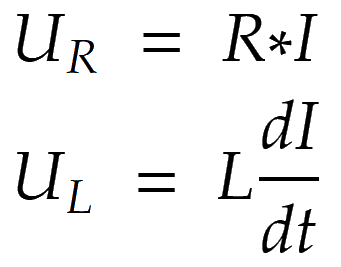 U_R = R*I
U_L = L dI/dt